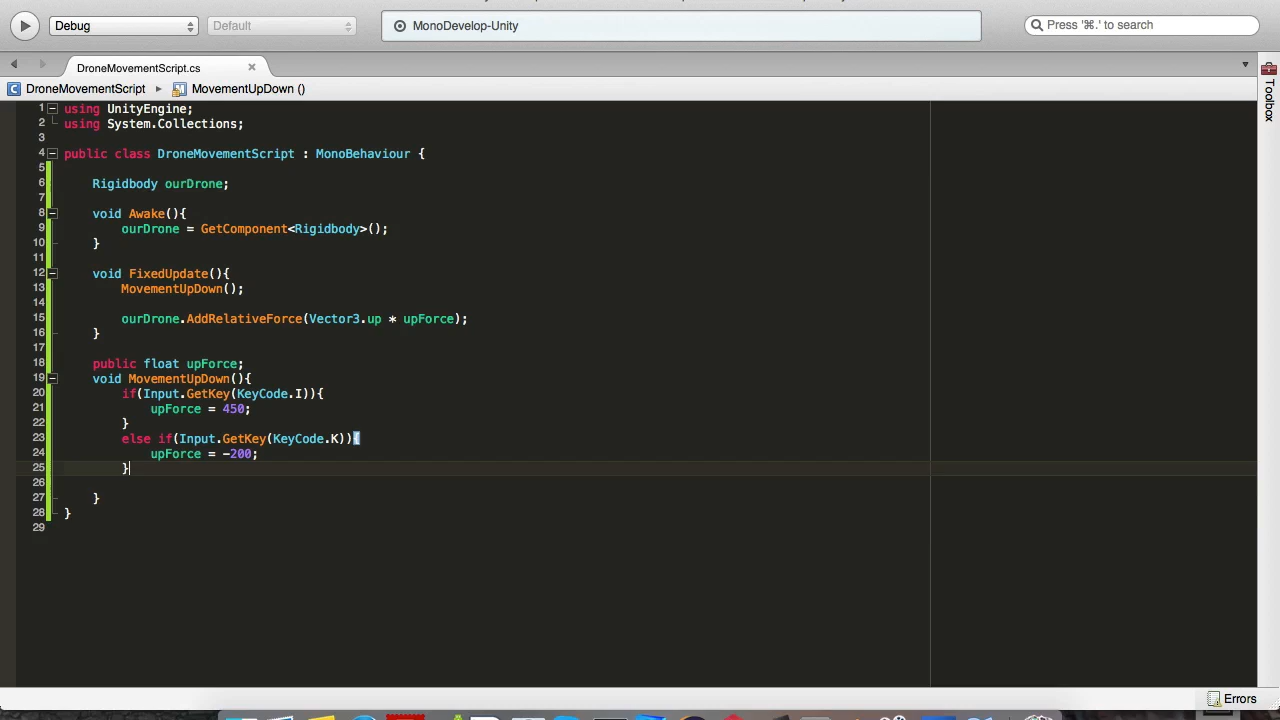 Debug
Default
MonoDevelop-Unity
Press '⌘.' to search
DroneMovementScript.cs
DroneMovementScript
MovementUpDown ()
Toolbox
1 using UnityEngine;
2 using System.Collections;
3
4 public class DroneMovementScript : MonoBehaviour {
5
6 Rigidbody ourDrone;
7
8 void Awake(){
9 ourDrone = GetComponent<Rigidbody>();
10 }
11
12 void FixedUpdate(){
13 MovementUpDown();
14
15 ourDrone.AddRelativeForce(Vector3.up * upForce);
16 }
17
18 public float upForce;
19 void MovementUpDown(){
20 if(Input.GetKey(KeyCode.I)){
21 upForce = 450;
22 }
23 else if(Input.GetKey(KeyCode.K)){
24 upForce = -200;
25 }
26
27 }
28 }
29
Errors